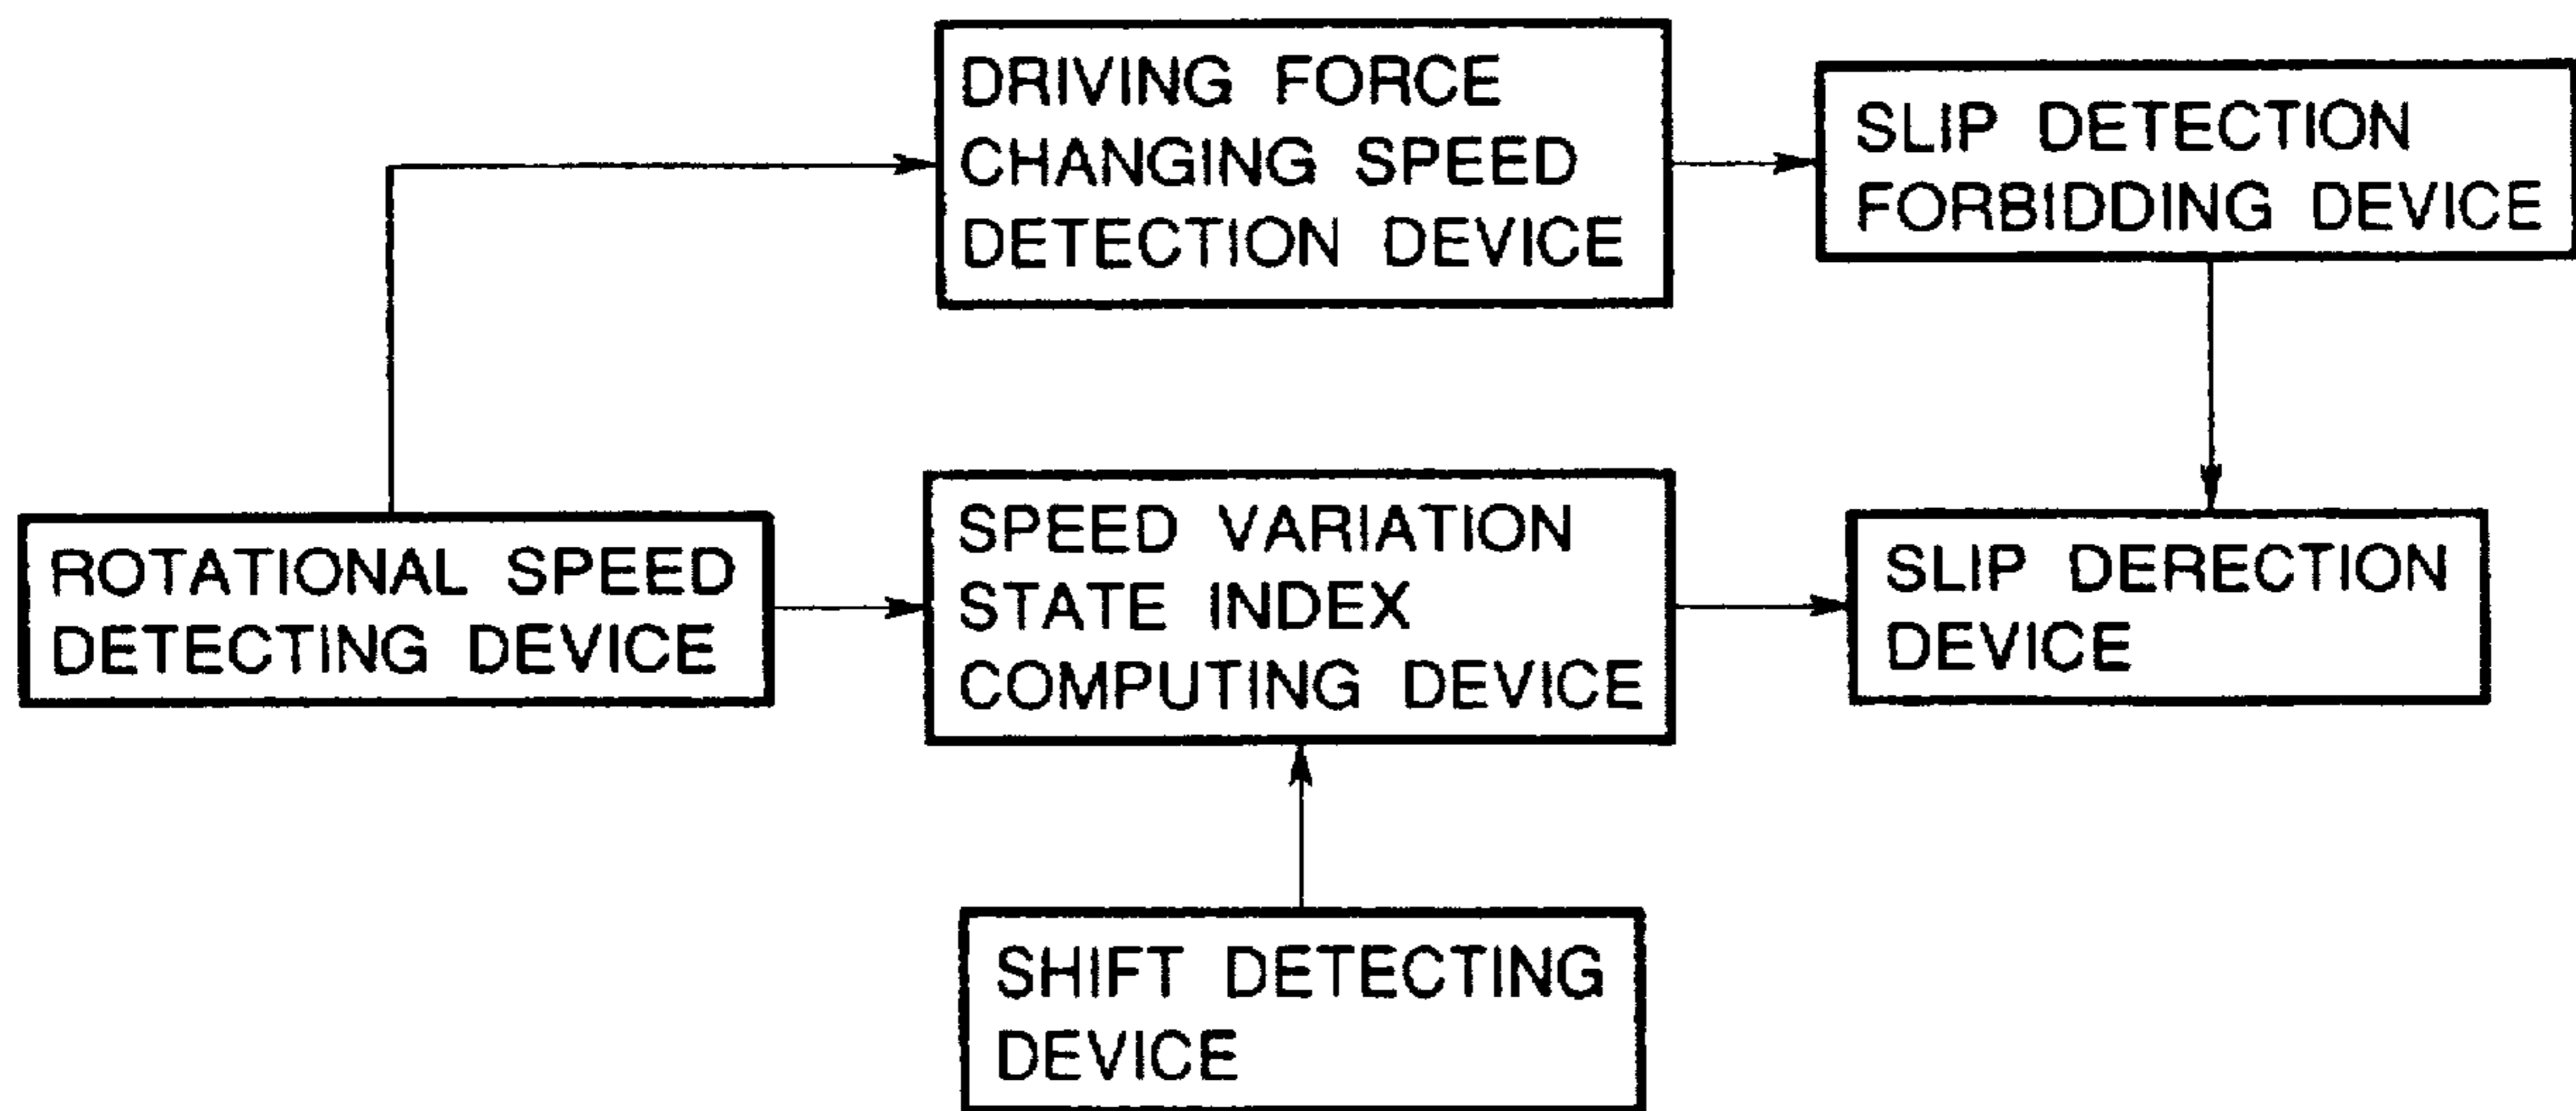 DRIVING FORCE
CHANGING SPEED
DETECTION DEVICE
SLIP DETECTION
FORBIDDING DEVICE
ROTATIONAL SPEED
DETECTING DEVICE
SPEED VARIATION
STATE INDEX
COMPUTING DEVICE
SLIP DERECTION
DEVICE
SHIFT DETECTING
DEVICE